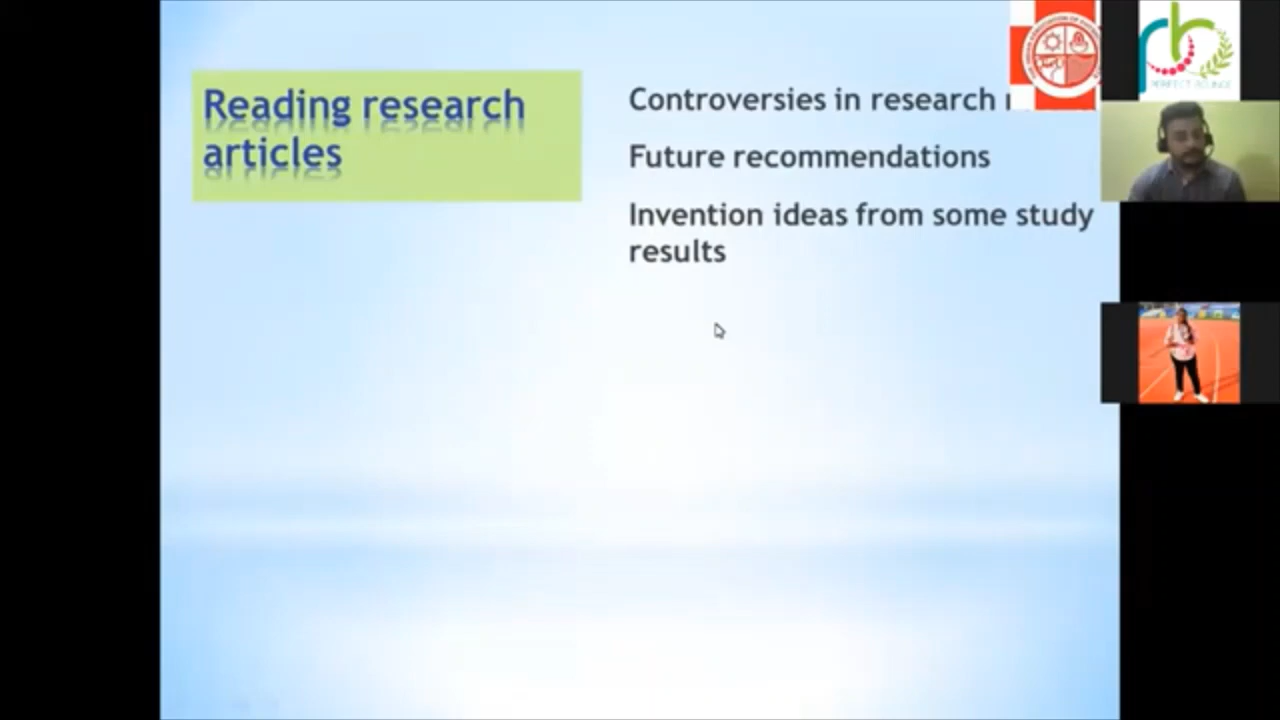 Reading research
articles
Controversies in research
Future recommendations
Invention ideas from some study
results